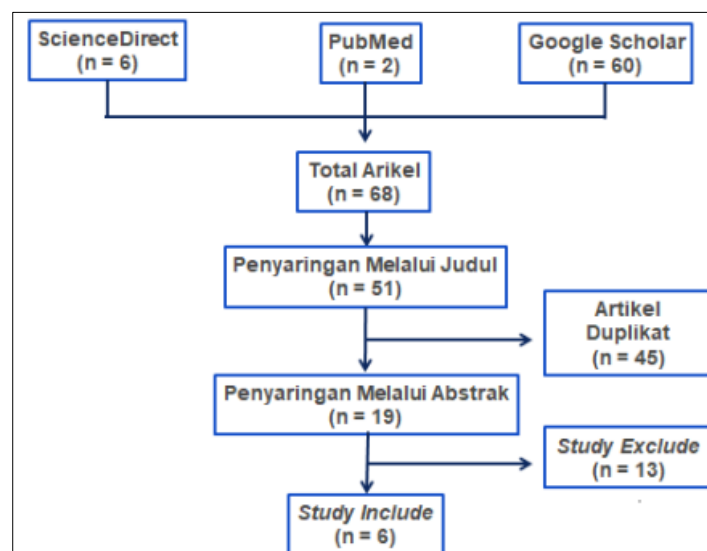 ScienceDirect
(n = 6)
PubMed
(n = 2)
Google Scholar
(n = 60)
Total Arikel
(n = 68)
Penyaringan Melalui Judul
(n = 51)
Artikel
Duplikat
(n = 45)
Penyaringan Melalui Abstrak
(n = 19)
Study Exclude
(n = 13)
Study Include
(n = 6)